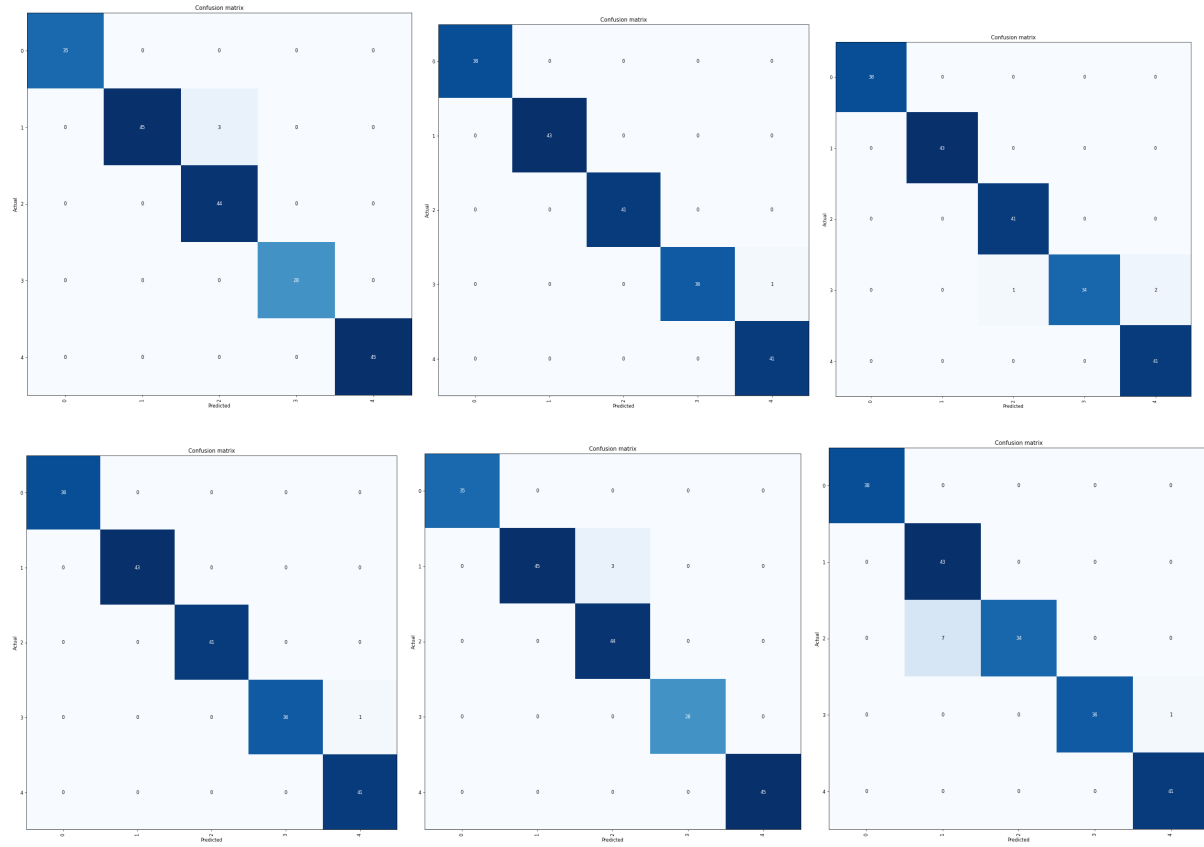 Confusion matrix
0 35 0 0 0 0
1 0 45 3 0 0
Actual
2 0 0 44 0 0
3 0 0 0 28 0
4 0 0 0 0 45
0 1 2 3 4
Predicted
Confusion matrix
0 38 0 0 0 0
1 0 43 0 0 0
Actual
2 0 0 41 0 0
3 0 0 0 36 1
4 0 0 0 0 41
0 1 2 3 4
Predicted
Confusion matrix
0 38 0 0 0 0
1 0 43 0 0 0
Actual
2 0 0 41 0 0
3 0 0 1 34 2
4 0 0 0 0 41
0 1 2 3 4
Predicted
Confusion matrix
0 38 0 0 0 0
1 0 43 0 0 0
Actual
2 0 0 41 0 0
3 0 0 0 36 1
4 0 0 0 0 41
0 1 2 3 4
Predicted
Confusion matrix
0 35 0 0 0 0
1 0 45 3 0 0
Actual
2 0 0 44 0 0
3 0 0 0 28 0
4 0 0 0 0 45
0 1 2 3 4
Predicted
Confusion matrix
0 38 0 0 0 0
1 0 43 0 0 0
Actual
2 0 7 34 0 0
3 0 0 0 36 1
4 0 0 0 0 41
0 1 2 3 4
Predicted